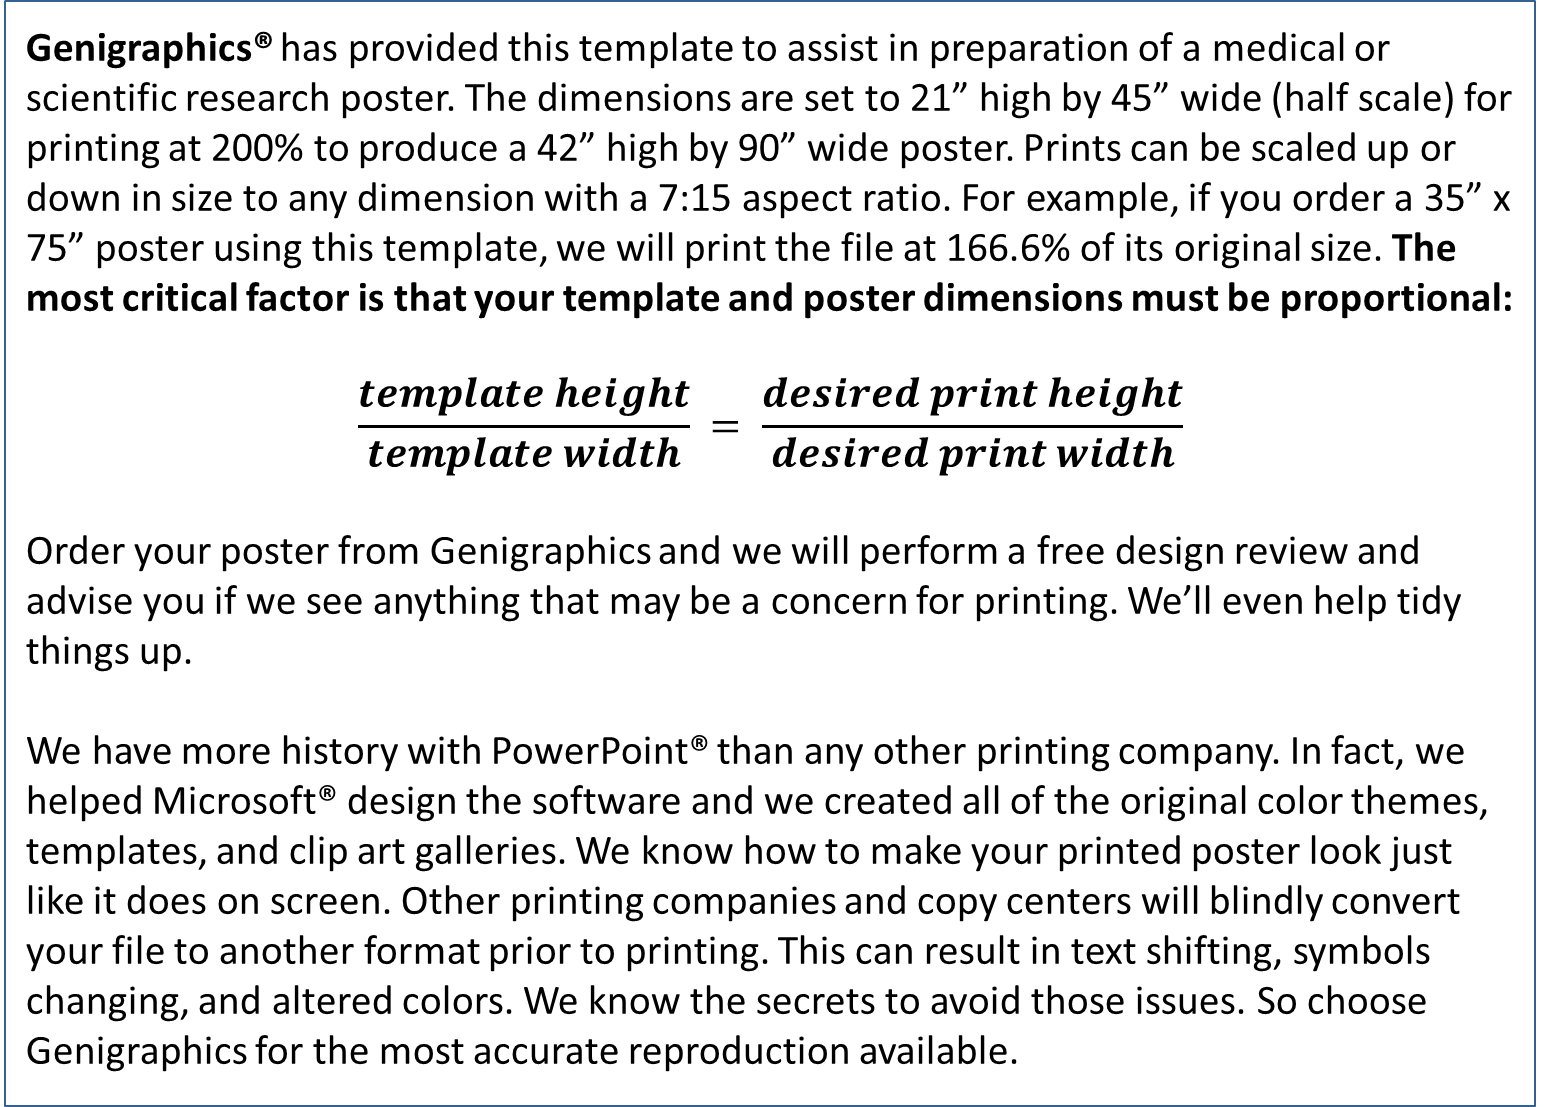 Genigraphics® has provided this template to assist in preparation of a medical or
scientific research poster. The dimensions are set to 21” high by 45” wide (half scale) for
printing at 200% to produce a 42” high by 90” wide poster. Prints can be scaled up or
down in size to any dimension with a 7:15 aspect ratio. For example, if you order a 35” x
75” poster using this template, we will print the file at 166.6% of its original size. The
most critical factor is that your template and poster dimensions must be proportional:
template height / template width = desired print height / desired print width
Order your poster from Genigraphics and we will perform a free design review and
advise you if we see anything that may be a concern for printing. We’ll even help tidy
things up.
We have more history with PowerPoint® than any other printing company. In fact, we
helped Microsoft® design the software and we created all of the original color themes,
templates, and clip art galleries. We know how to make your printed poster look just
like it does on screen. Other printing companies and copy centers will blindly convert
your file to another format prior to printing. This can result in text shifting, symbols
changing, and altered colors. We know the secrets to avoid those issues. So choose
Genigraphics for the most accurate reproduction available.